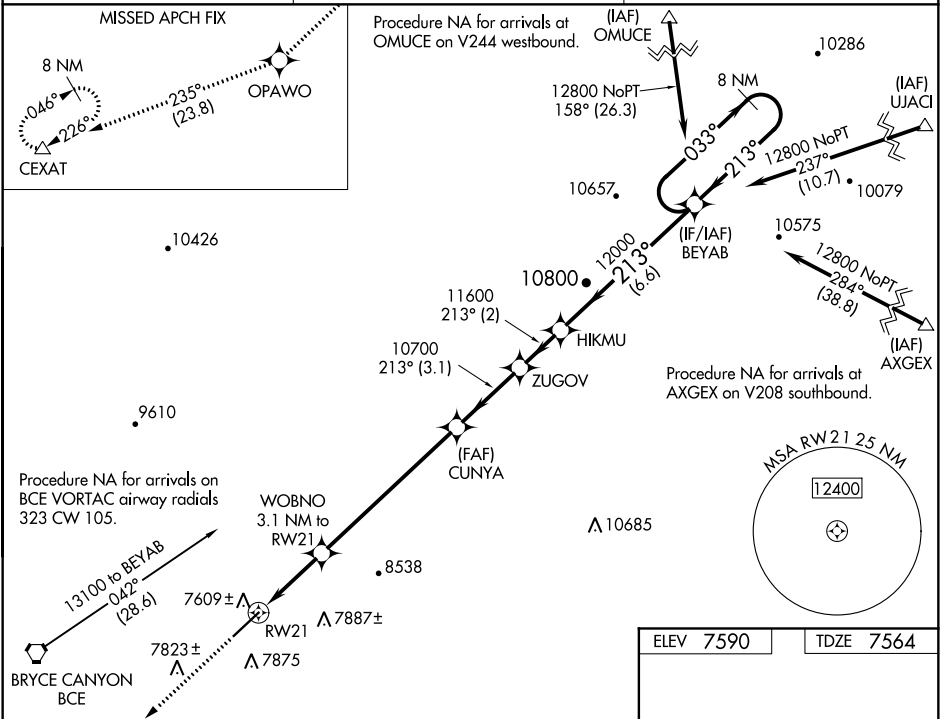 MISSED APCH FIX
8 NM
046°
226°
CEXAT
235°
(23.8)
OPAWO
Procedure NA for arrivals at
OMUCE on V244 westbound.
(IAF)
OMUCE
12800 NoPT
158° (26.3)
8 NM
033°
213°
10286
(IAF)
UJACI
12800 NoPT
237°
(10.7)
10079
10657
(IF/IAF)
BEYAB
10575
12800 NoPT
284°
(38.8)
(IAF)
AXGEX
10426
10800
12000
213°
(6.6)
11600
213° (2)
HIKMU
10700
213° (3.1)
ZUGOV
Procedure NA for arrivals at
AXGEX on V208 southbound.
9610
(FAF)
CUNYA
MSA RW21 25 NM
12400
Procedure NA for arrivals on
BCE VORTAC airway radials
323 CW 105.
WOBNO
3.1 NM to
RW21
10685
8538
13100 to BEYAB
042°
(28.6)
7609±
7887±
RW21
7823±
7875
BRYCE CANYON
BCE
ELEV 7590
TDZE 7564